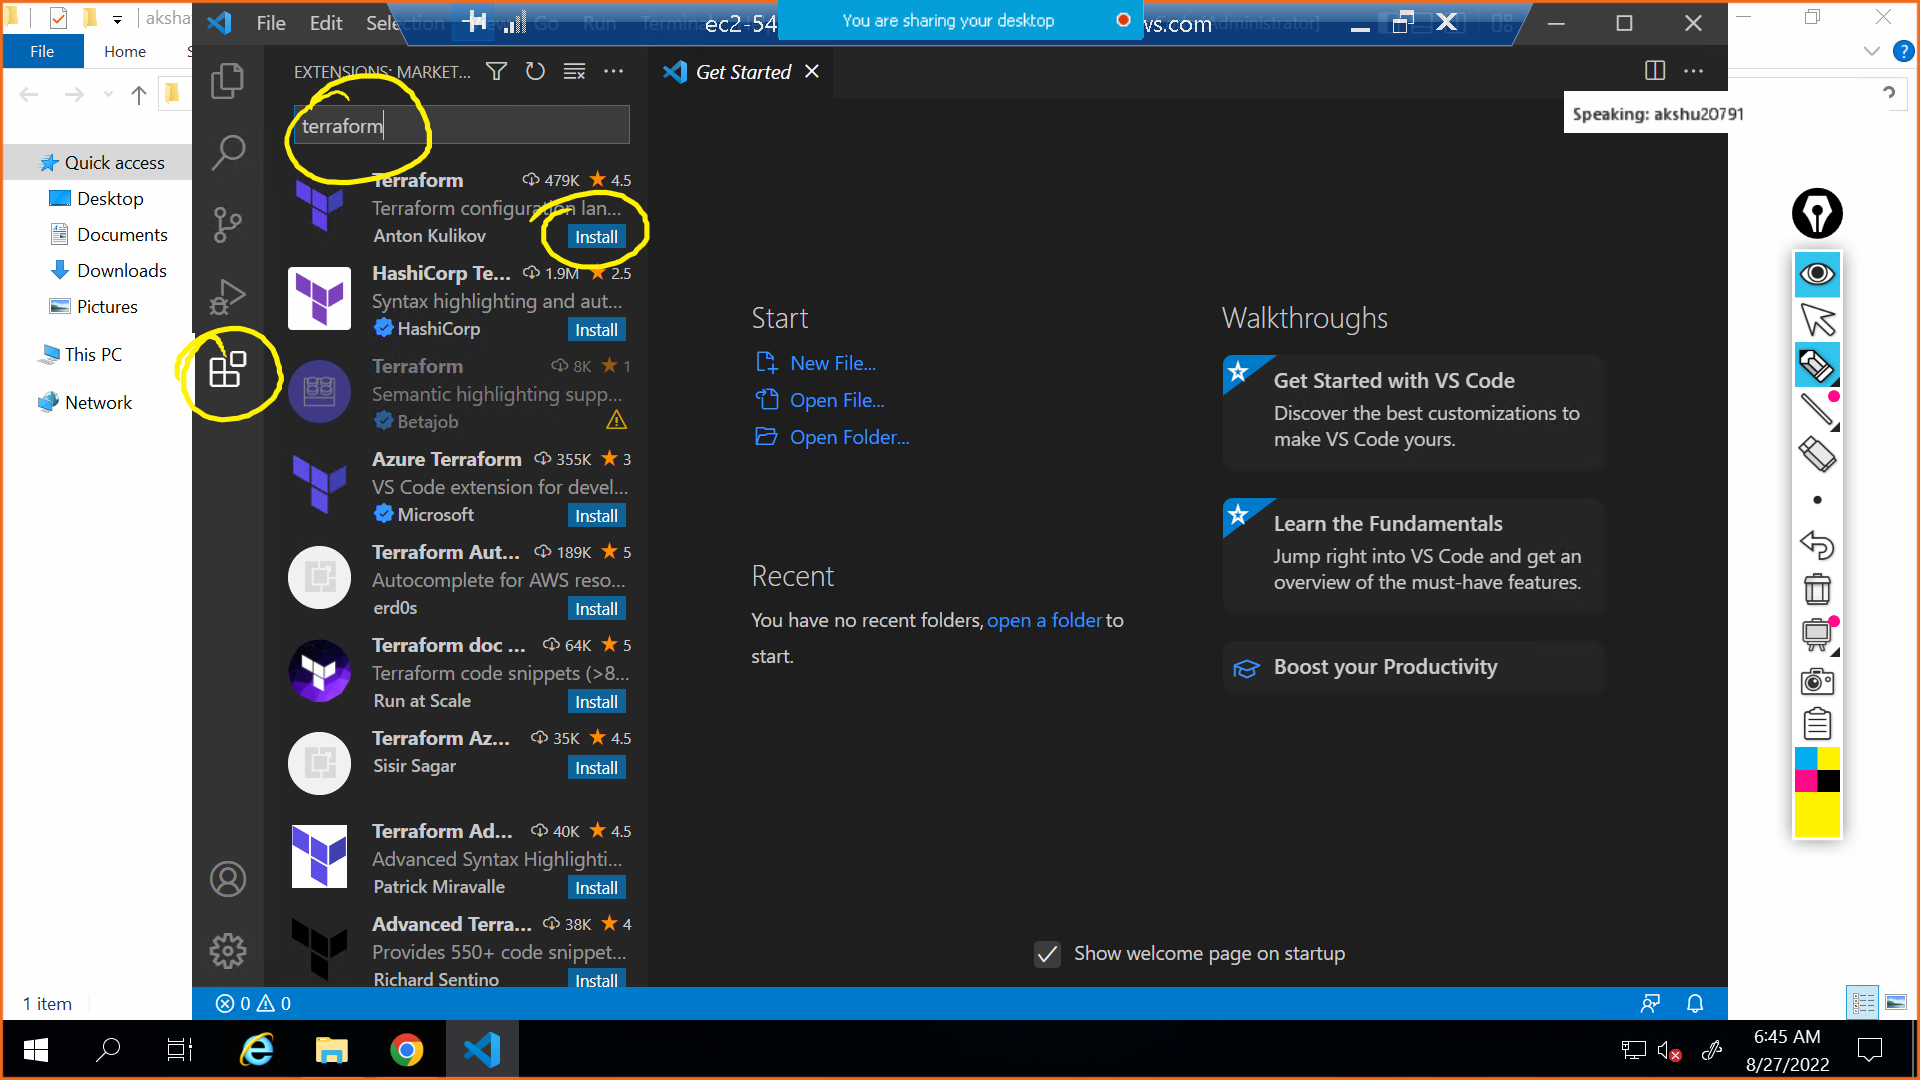 File Edit Selection Go Run Terminal
ec2-54
You are sharing your desktop
ws.com
Administrator]
aksha
File Home S
Quick access
Desktop
Documents
Downloads
Pictures
This PC
Network
1 item
EXTENSIONS: MARKET...
terraform
Terraform 479K 4.5
Terraform configuration lan...
Anton Kulikov Install
HashiCorp Te... 1.9M 2.5
Syntax highlighting and aut...
HashiCorp Install
Terraform 8K 1
Semantic highlighting supp...
Betajob
Azure Terraform 355K 3
VS Code extension for devel...
Microsoft Install
Terraform Aut... 189K 5
Autocomplete for AWS reso...
erd0s Install
Terraform doc ... 64K 5
Terraform code snippets (>8...
Run at Scale Install
Terraform Az... 35K 4.5
Sisir Sagar Install
Terraform Ad... 40K 4.5
Advanced Syntax Highlighti...
Patrick Miravalle Install
Advanced Terra... 38K 4
Provides 550+ code snippet...
Richard Sentino Install
Get Started
Speaking: akshu20791
Start
New File...
Open File...
Open Folder...
Recent
You have no recent folders, open a folder to
start.
Walkthroughs
Get Started with VS Code
Discover the best customizations to
make VS Code yours.
Learn the Fundamentals
Jump right into VS Code and get an
overview of the must-have features.
Boost your Productivity
Show welcome page on startup
0 0
6:45 AM
8/27/2022